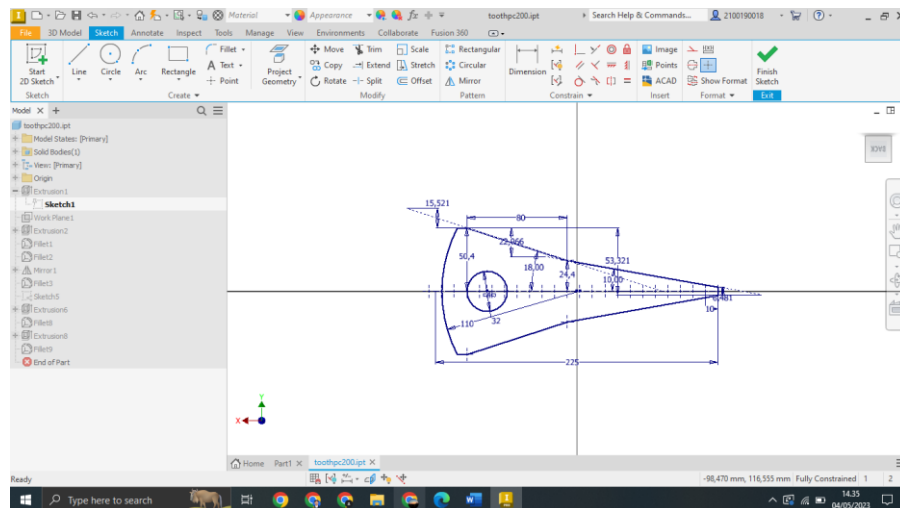 Material Appearance toothpc200.ipt Search Help & Commands... 2100190018
File 3D Model Sketch Annotate Inspect Tools Manage View Environments Collaborate Fusion 360
Start 2D Sketch Line Circle Arc Rectangle Fillet Text Point Project Geometry Move Copy Rotate Trim Extend Split Scale Stretch Offset Rectangular Circular Mirror Dimension Image Points ACAD Show Format Finish Sketch
Sketch Create Modify Pattern Constrain Insert Format Exit
Model
toothpc200.ipt
Model States: [Primary]
Solid Bodies(1)
View: [Primary]
Origin
Extrusion1
Sketch1
Work Plane1
Extrusion2
Fillet1
Fillet2
Mirror1
Fillet3
Sketch5
Extrusion6
Fillet8
Extrusion8
Fillet9
End of Part
BACK
15,521
80
22,066
50,4
18,00
53,321
24,4
10,00
110
32
10
225
Y
X
Home Part1 toothpc200.ipt
Ready -98,470 mm, 116,555 mm Fully Constrained 1 2
Type here to search 14.35
04/05/2023